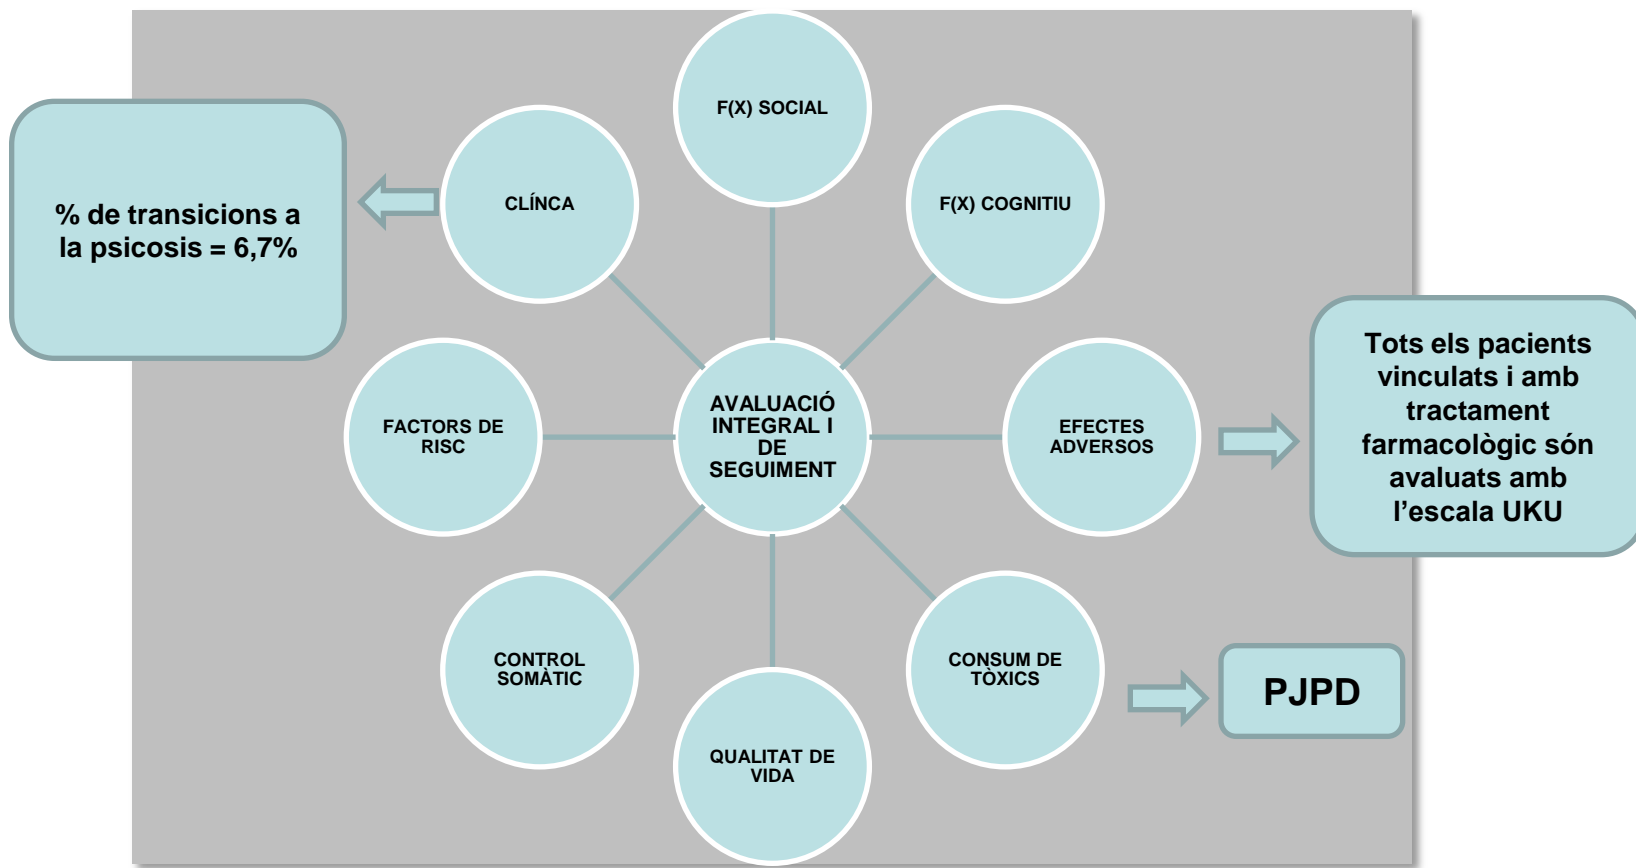 F(X) SOCIAL
CLÍNCA
F(X) COGNITIU
% de transicions a
la psicosis = 6,7%
FACTORS DE
RISC
AVALUACIÓ
INTEGRAL I
DE
SEGUIMENT
EFECTES
ADVERSOS
Tots els pacients
vinculats i amb
tractament
farmacològic són
avaluats amb
l’escala UKU
CONTROL
SOMÀTIC
QUALITAT DE
VIDA
CONSUM DE
TÒXICS
PJPD